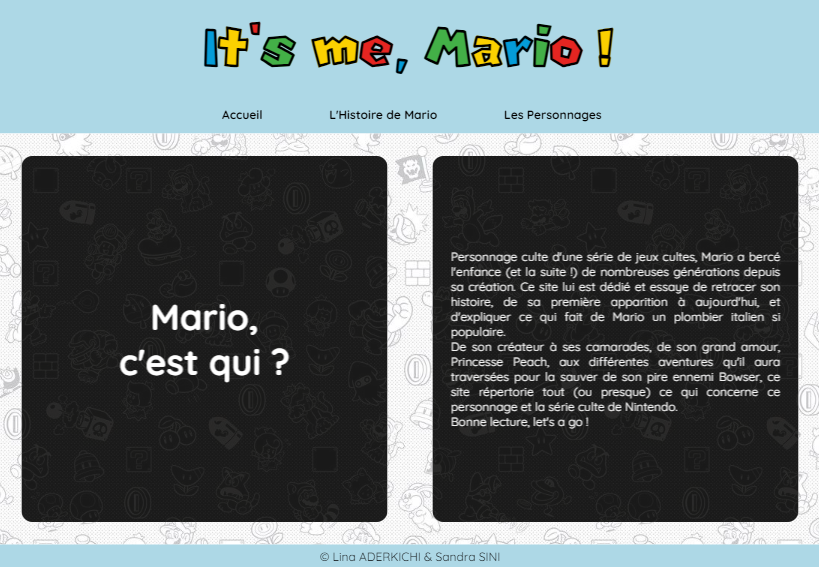 It's me, Mario !
Accueil L'Histoire de Mario Les Personnages
Mario,
c'est qui ?
Personnage culte d'une série de jeux cultes, Mario a bercé
l'enfance (et la suite !) de nombreuses générations depuis
sa création. Ce site lui est dédié et essaye de retracer son
histoire, de sa première apparition à aujourd'hui, et
d'expliquer ce qui fait de Mario un plombier italien si
populaire.
De son créateur à ses camarades, de son grand amour,
Princesse Peach, aux différentes aventures qu'il aura
traversées pour la sauver de son pire ennemi Bowser, ce
site répertorie tout (ou presque) ce qui concerne ce
personnage et la série culte de Nintendo.
Bonne lecture, let's a go !
© Lina ADERKICHI & Sandra SINI